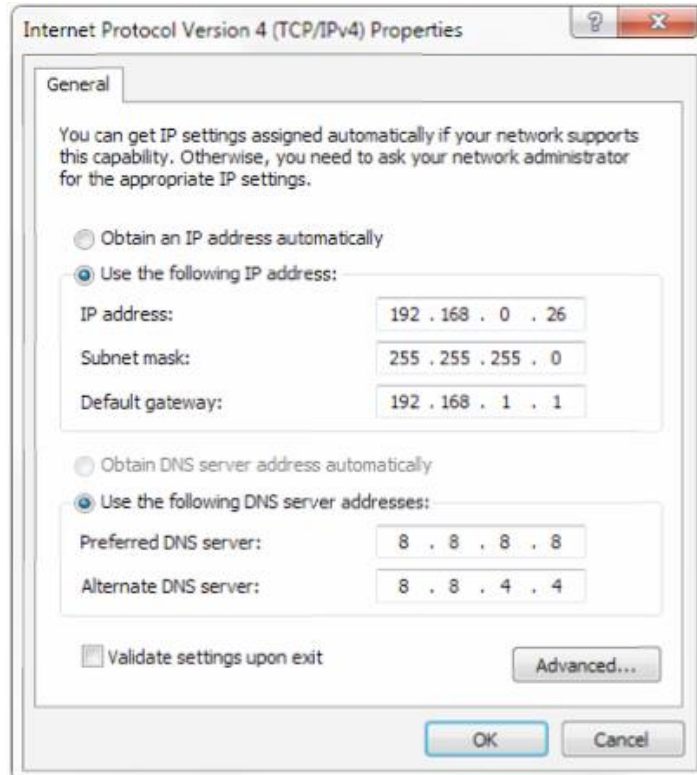 Internet Protocol Version 4 (TCP/IPv4) Properties
General
You can get IP settings assigned automatically if your network supports
this capability. Otherwise, you need to ask your network administrator
for the appropriate IP settings.
Obtain an IP address automatically
Use the following IP address:
IP address: 192 . 168 . 0 . 26
Subnet mask: 255 . 255 . 255 . 0
Default gateway: 192 . 168 . 1 . 1
Obtain DNS server address automatically
Use the following DNS server addresses:
Preferred DNS server: 8 . 8 . 8 . 8
Alternate DNS server: 8 . 8 . 4 . 4
Validate settings upon exit
Advanced...
OK Cancel